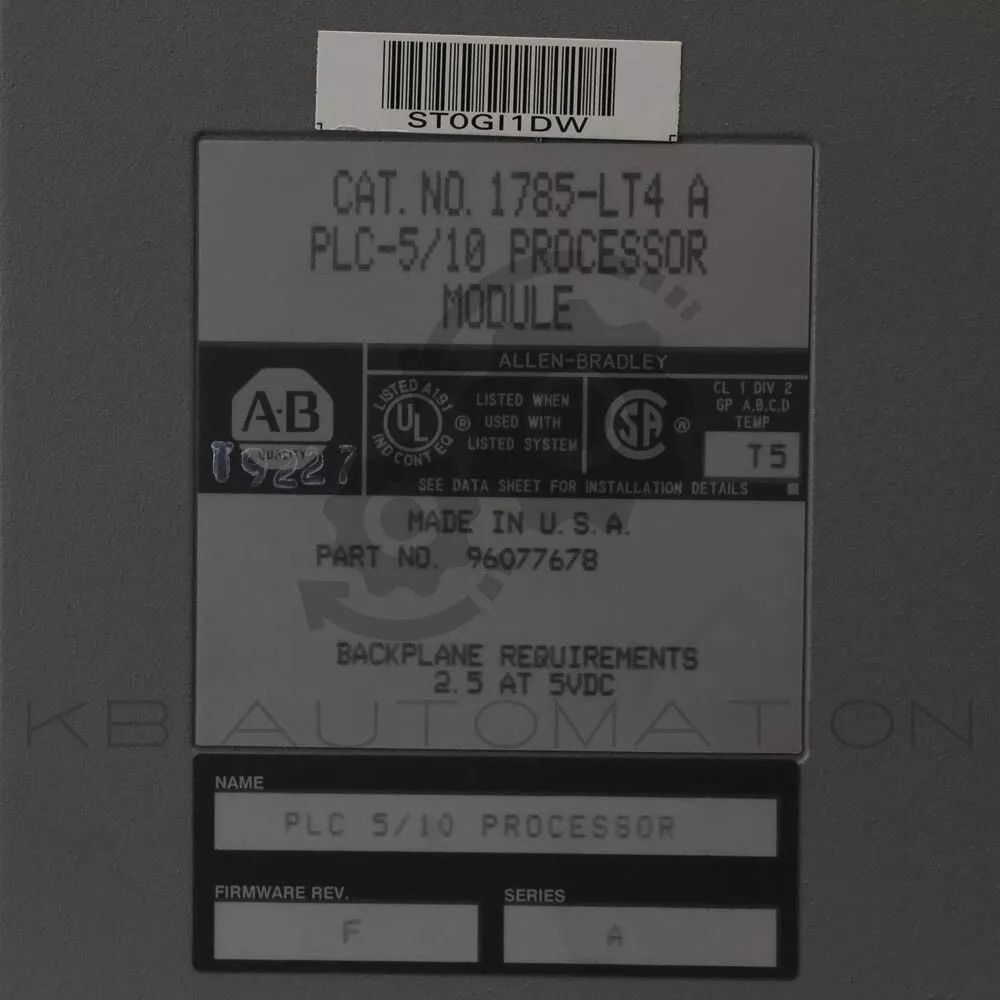 ST0GI1DW
CAT. NO. 1785-LT4 A
PLC-5/10 PROCESSOR
MODULE
ALLEN-BRADLEY
A·B
QUALITY
T9227
LISTED A191
UL
IND CONT EQ
®
LISTED WHEN
USED WITH
LISTED SYSTEM
SA
®
CL 1 DIV 2
GP A,B,C,D
TEMP
T5
SEE DATA SHEET FOR INSTALLATION DETAILS
MADE IN U.S.A.
PART NO. 96077678
BACKPLANE REQUIREMENTS
2.5 AT 5VDC
KB AUTOMATION
NAME
PLC 5/10 PROCESSOR
FIRMWARE REV.
F
SERIES
A